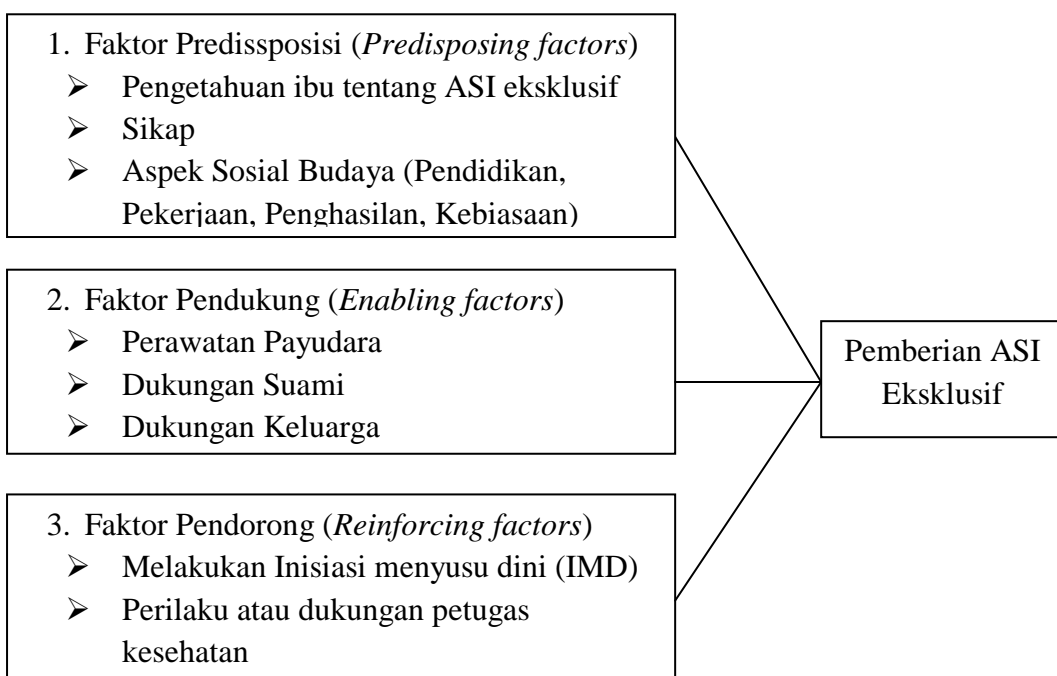 1. Faktor Predissposisi (Predisposing factors)
➢ Pengetahuan ibu tentang ASI eksklusif
➢ Sikap
➢ Aspek Sosial Budaya (Pendidikan,
Pekerjaan, Penghasilan, Kebiasaan)
2. Faktor Pendukung (Enabling factors)
➢ Perawatan Payudara
➢ Dukungan Suami
➢ Dukungan Keluarga
3. Faktor Pendorong (Reinforcing factors)
➢ Melakukan Inisiasi menyusu dini (IMD)
➢ Perilaku atau dukungan petugas
kesehatan
Pemberian ASI
Eksklusif